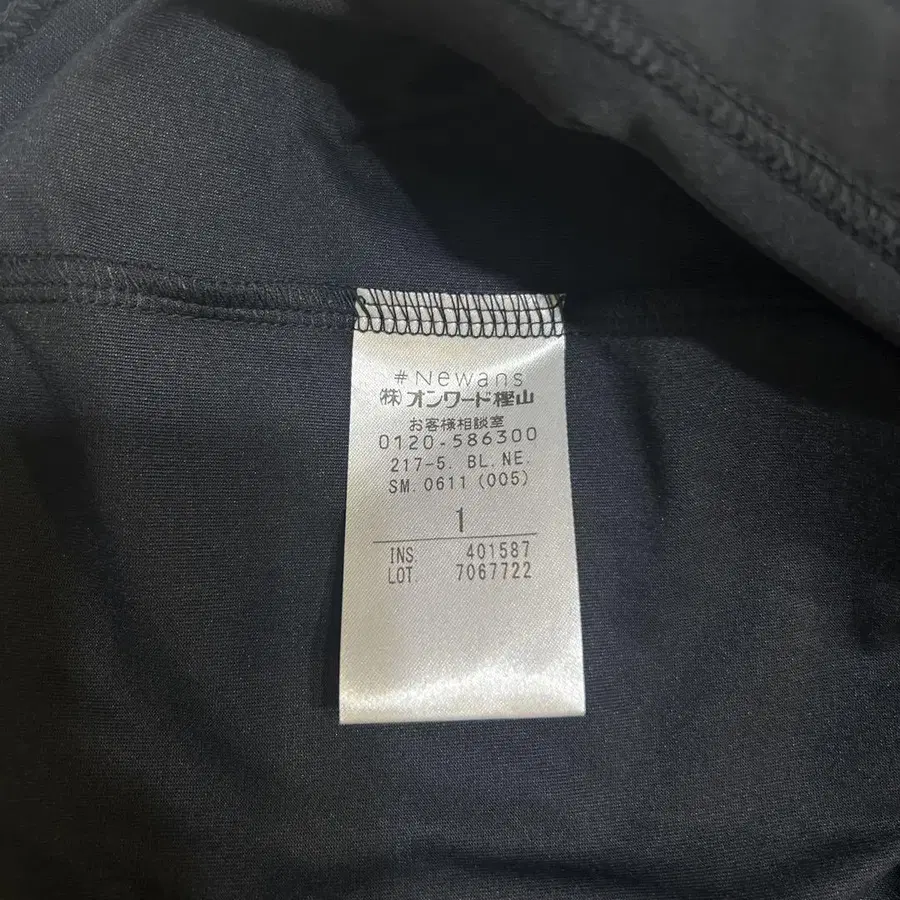 #Newans
(株)オンワード樫山
お客様相談室
0120-586300
217-5. BL.NE.
SM.0611(005)
1
INS. 401587
LOT. 7067722